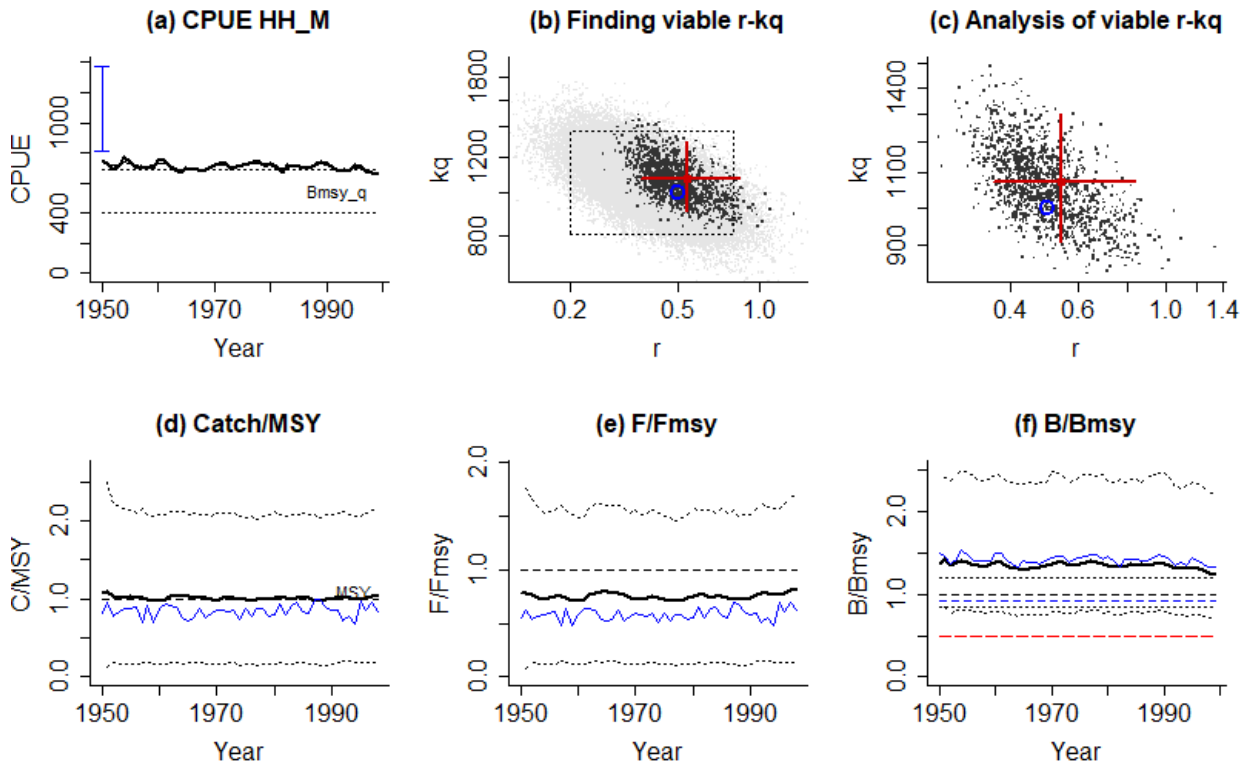 (a) CPUE HH_M
CPUE
0
400
1000
Bmsy_q
1950
1970
1990
Year
(b) Finding viable r-kq
kq
800
1200
1800
0.2
0.5
1.0
r
(c) Analysis of viable r-kq
kq
900
1100
1400
0.4
0.6
1.0
1.4
r
(d) Catch/MSY
C/MSY
0.0
1.0
2.0
MSY
1950
1970
1990
Year
(e) F/Fmsy
F/Fmsy
0.0
1.0
2.0
1950
1970
1990
Year
(f) B/Bmsy
B/Bmsy
0.0
1.0
2.0
1950
1970
1990
Year